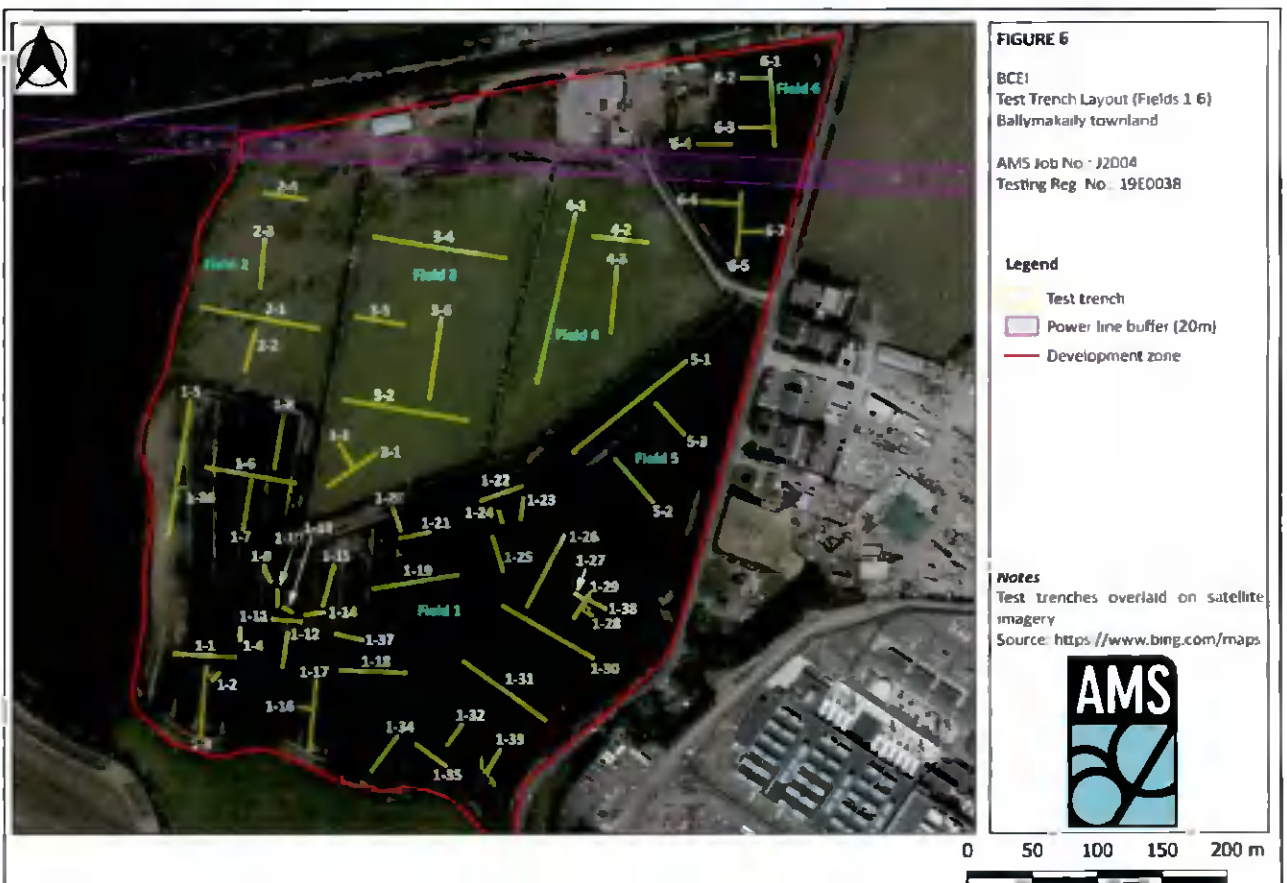 FIGURE 6
BCEI
Test Trench Layout (Fields 1 6)
Ballymakaily townland
AMS Job No : J2004
Testing Reg. No. 19E0038
Legend
Test trench
Power line buffer (20m)
Development zone
Notes
Test trenches overlaid on satellite
imagery
Source: https://www.bing.com/maps
AMS
0 50 100 150 200 m
6-1
6-2
Field 6
6-3
6-4
6-5
4-1
4-2
2-3
3-4
4-3
Field 2
Field 3
2-1
3-5
3-6
Field 4
2-2
5-1
1-5
3-2
5-3
3-1
Field 5
1-6
1-22
1-23
5-2
1-24
1-7
1-21
1-26
1-25
1-27
1-9
1-15
1-19
1-29
Field 1
1-38
1-14
1-28
1-11
1-12
1-37
1-4
1-1
1-30
1-18
1-17
1-2
1-31
1-16
1-32
1-34
1-33
1-35